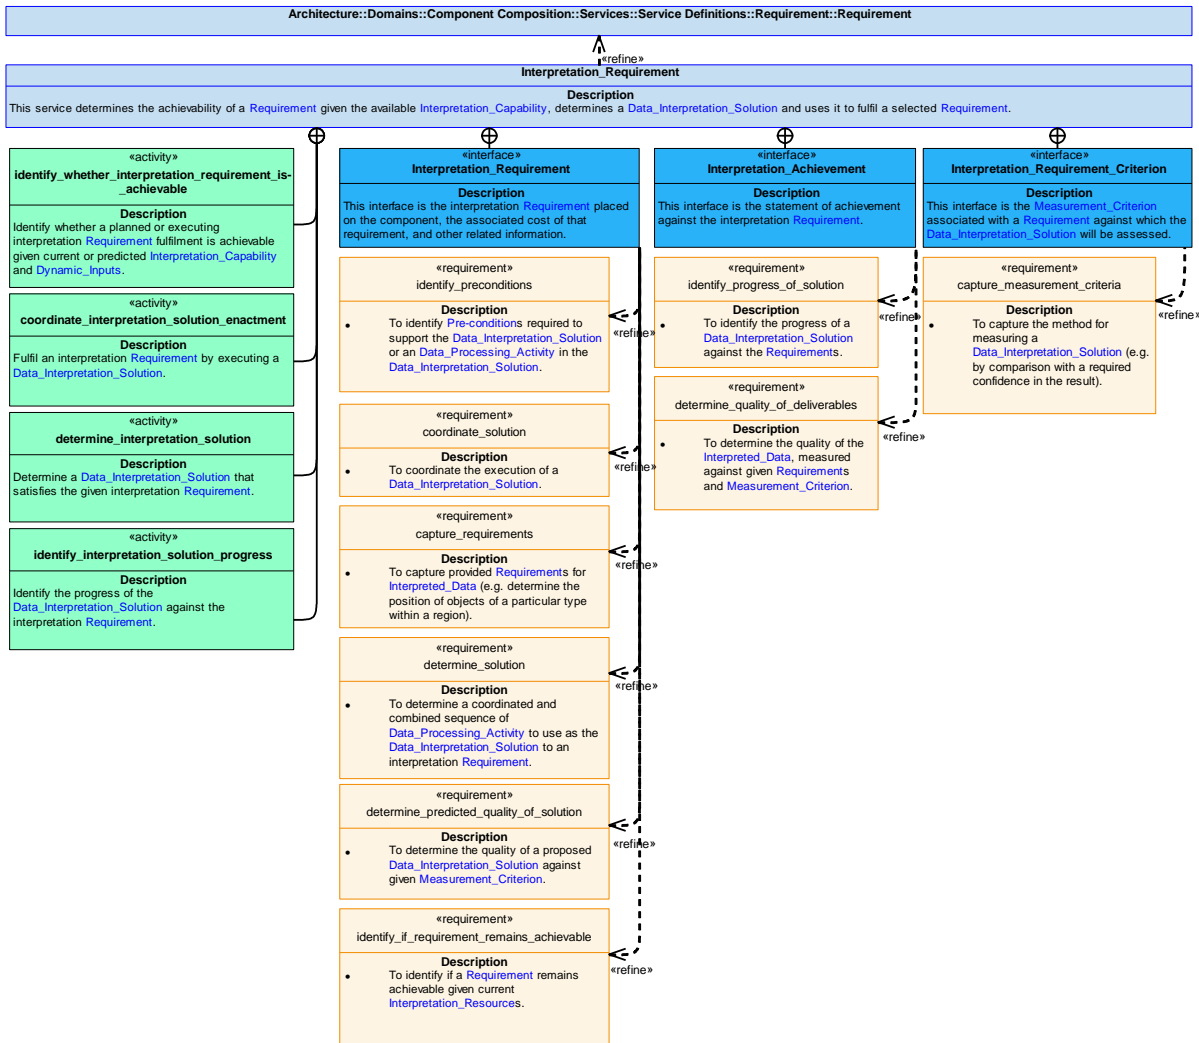 Architecture::Domains::Component Composition::Services::Service Definitions::Requirement::Requirement
«refine»
Interpretation_Requirement
Description
This service determines the achievability of a Requirement given the available Interpretation_Capability, determines a Data_Interpretation_Solution and uses it to fulfil a selected Requirement.
«activity»
identify_whether_interpretation_requirement_is-
_achievable
Description
Identify whether a planned or executing
interpretation Requirement fulfilment is achievable
given current or predicted Interpretation_Capability
and Dynamic_Inputs.
«activity»
coordinate_interpretation_solution_enactment
Description
Fulfil an interpretation Requirement by executing a
Data_Interpretation_Solution.
«activity»
determine_interpretation_solution
Description
Determine a Data_Interpretation_Solution that
satisfies the given interpretation Requirement.
«activity»
identify_interpretation_solution_progress
Description
Identify the progress of the
Data_Interpretation_Solution against the
interpretation Requirement.
«interface»
Interpretation_Requirement
Description
This interface is the interpretation Requirement placed
on the component, the associated cost of that
requirement, and other related information.
«requirement»
identify_preconditions
Description
• To identify Pre-conditions required to
support the Data_Interpretation_Solution
or an Data_Processing_Activity in the
Data_Interpretation_Solution.
«refine»
«requirement»
coordinate_solution
Description
• To coordinate the execution of a
Data_Interpretation_Solution.
«refine»
«requirement»
capture_requirements
Description
• To capture provided Requirements for
Interpreted_Data (e.g. determine the
position of objects of a particular type
within a region).
«refine»
«requirement»
determine_solution
Description
• To determine a coordinated and
combined sequence of
Data_Processing_Activity to use as the
Data_Interpretation_Solution to an
interpretation Requirement.
«refine»
«requirement»
determine_predicted_quality_of_solution
Description
• To determine the quality of a proposed
Data_Interpretation_Solution against
given Measurement_Criterion.
«refine»
«requirement»
identify_if_requirement_remains_achievable
Description
• To identify if a Requirement remains
achievable given current
Interpretation_Resources.
«refine»
«interface»
Interpretation_Achievement
Description
This interface is the statement of achievement
against the interpretation Requirement.
«requirement»
identify_progress_of_solution
Description
• To identify the progress of a
Data_Interpretation_Solution
against the Requirements.
«refine»
«requirement»
determine_quality_of_deliverables
Description
• To determine the quality of the
Interpreted_Data, measured
against given Requirements
and Measurement_Criterion.
«refine»
«interface»
Interpretation_Requirement_Criterion
Description
This interface is the Measurement_Criterion
associated with a Requirement against which the
Data_Interpretation_Solution will be assessed.
«requirement»
capture_measurement_criteria
Description
• To capture the method for
measuring a
Data_Interpretation_Solution (e.g.
by comparison with a required
confidence in the result).
«refine»